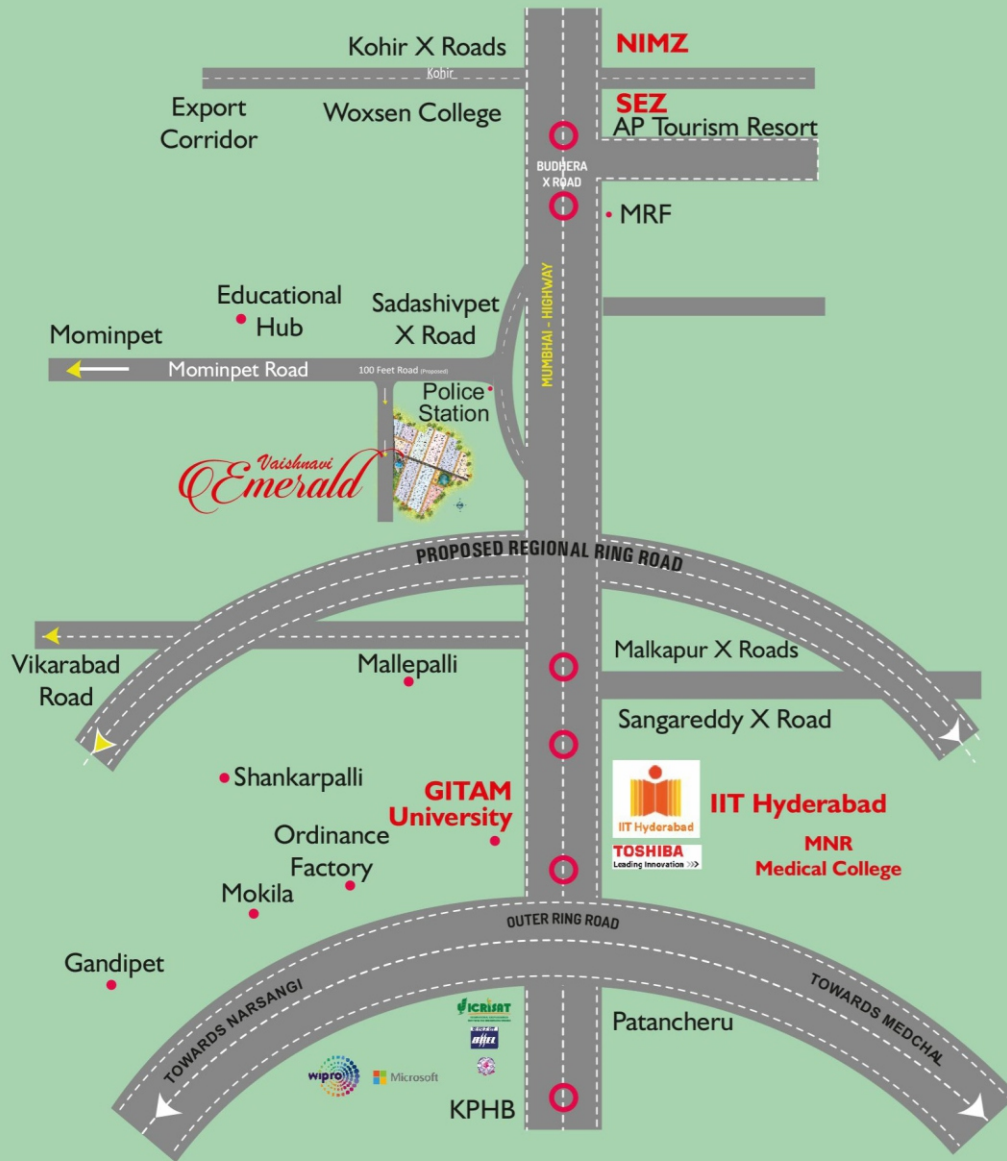 Kohir X Roads
NIMZ
Kohir
Export
Corridor
Woxsen College
SEZ
AP Tourism Resort
BUDHERA
X ROAD
MRF
Educational
Hub
Sadashivpet
X Road
MUMBHAI - HIGHWAY
Mominpet
Mominpet Road
100 Feet Road (Proposed)
Police
Station
Vaishnavi
Emerald
PROPOSED REGIONAL RING ROAD
Vikarabad
Road
Mallepalli
Malkapur X Roads
Sangareddy X Road
Shankarpalli
GITAM
University
IIT Hyderabad
IIT Hyderabad
TOSHIBA
Leading Innovation >>>
MNR
Medical College
Ordinance
Factory
Mokila
OUTER RING ROAD
Gandipet
TOWARDS NARSANGI
TOWARDS MEDCHAL
ICRISAT
BHEL
Patancheru
wipro
Microsoft
KPHB